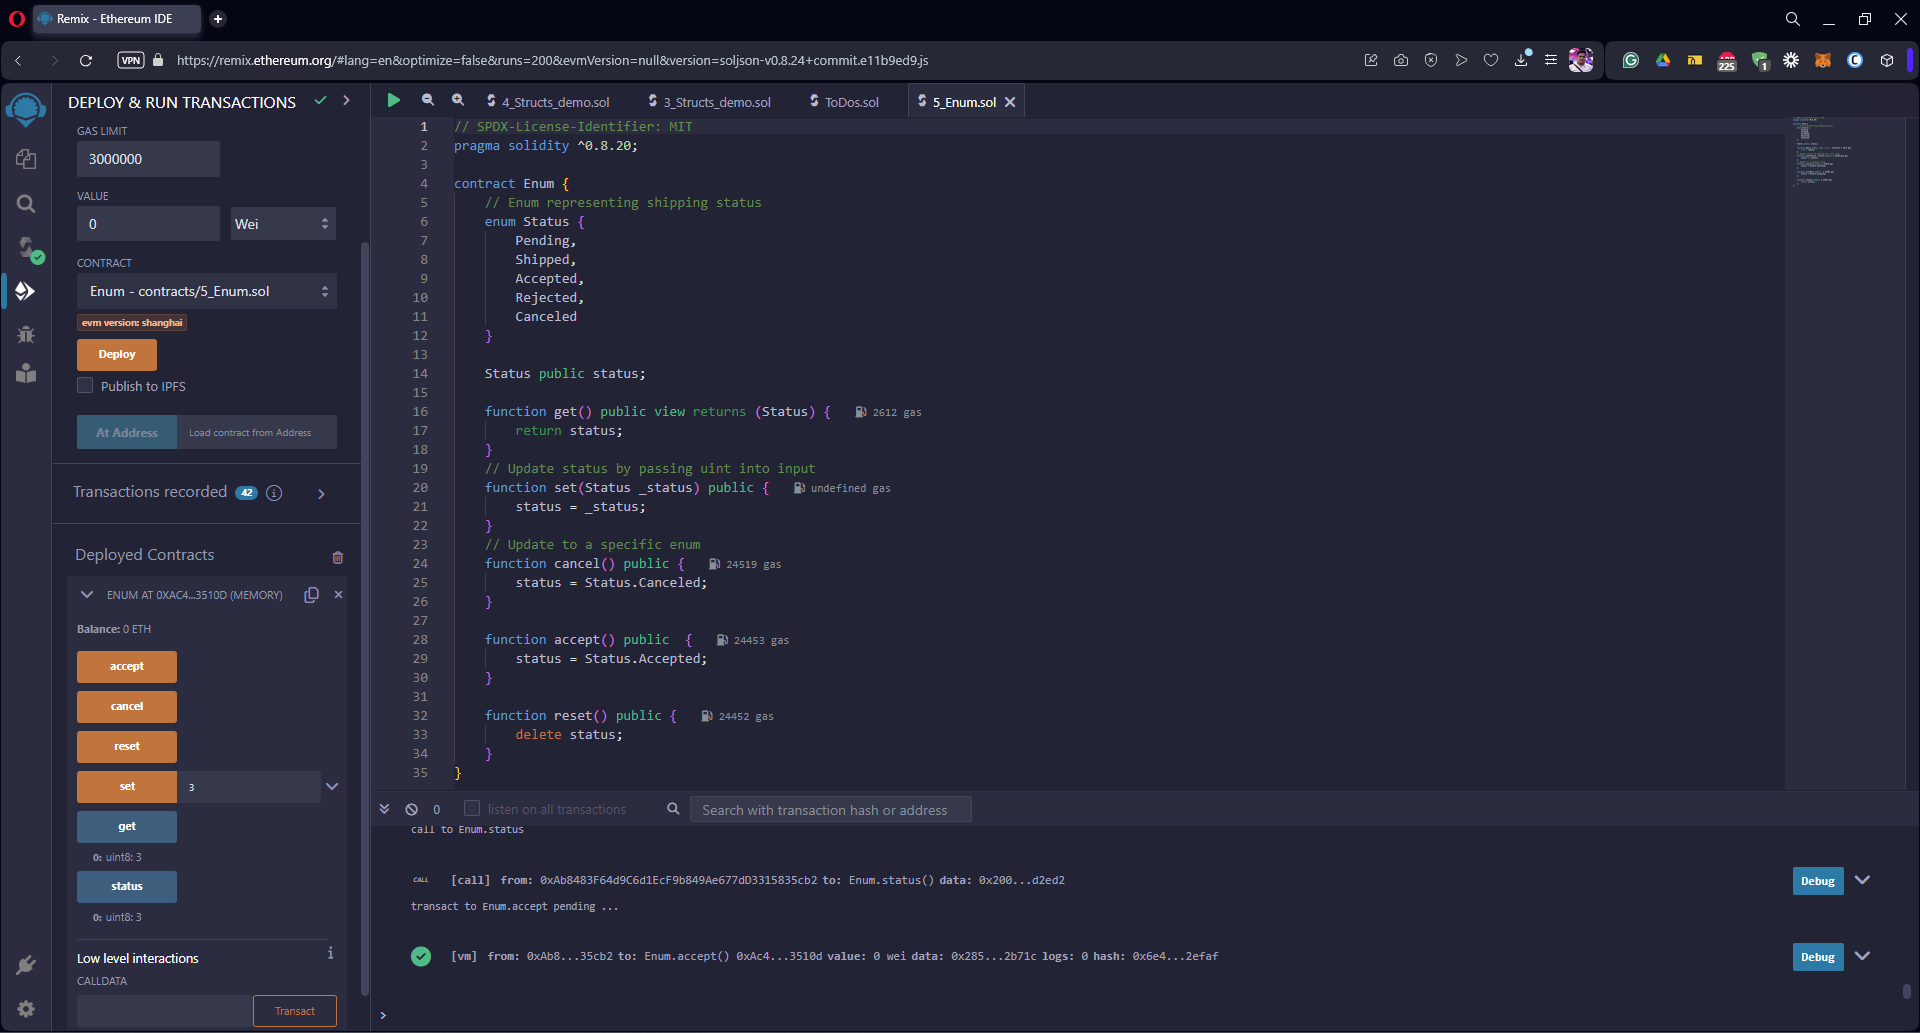 Remix - Ethereum IDE
VPN
https://remix.ethereum.org/#lang=en&optimize=false&runs=200&evmVersion=null&version=soljson-v0.8.24+commit.e11b9ed9.js
225
1
DEPLOY & RUN TRANSACTIONS
GAS LIMIT
3000000
VALUE
0
Wei
CONTRACT
Enum - contracts/5_Enum.sol
evm version: shanghai
Deploy
Publish to IPFS
At Address
Load contract from Address
Transactions recorded 42
Deployed Contracts
ENUM AT 0XAC4...3510D (MEMORY)
Balance: 0 ETH
accept
cancel
reset
set
3
get
0: uint8: 3
status
0: uint8: 3
Low level interactions
CALLDATA
Transact
4_Structs_demo.sol
3_Structs_demo.sol
ToDos.sol
5_Enum.sol
1 // SPDX-License-Identifier: MIT
2 pragma solidity ^0.8.20;
3
4 contract Enum {
5 // Enum representing shipping status
6 enum Status {
7 Pending,
8 Shipped,
9 Accepted,
10 Rejected,
11 Canceled
12 }
13
14 Status public status;
15
16 function get() public view returns (Status) { 2612 gas
17 return status;
18 }
19 // Update status by passing uint into input
20 function set(Status _status) public { undefined gas
21 status = _status;
22 }
23 // Update to a specific enum
24 function cancel() public { 24519 gas
25 status = Status.Canceled;
26 }
27
28 function accept() public  { 24453 gas
29 status = Status.Accepted;
30 }
31
32 function reset() public { 24452 gas
33 delete status;
34 }
35 }
0
listen on all transactions
Search with transaction hash or address
call to Enum.status
CALL [call] from: 0xAb8483F64d9C6d1EcF9b849Ae677dD3315835cb2 to: Enum.status() data: 0x200...d2ed2
Debug
transact to Enum.accept pending ...
[vm] from: 0xAb8...35cb2 to: Enum.accept() 0xAc4...3510d value: 0 wei data: 0x285...2b71c logs: 0 hash: 0x6e4...2efaf
Debug
>